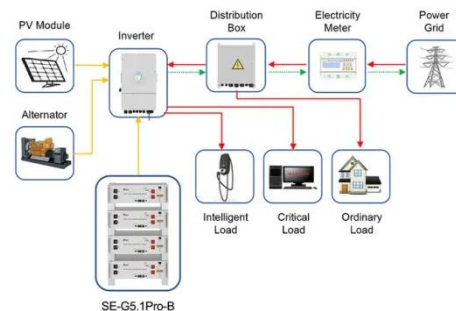 PV Module
Inverter
Distribution
Box
Electricity
Meter
Power
Grid
Alternator
Intelligent
Load
Critical
Load
Ordinary
Load
SE-G5.1Pro-B